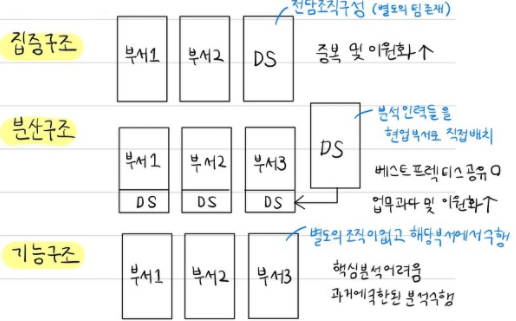 전담조직구성 (별도의 팀 존재)
집중구조
부서1
부서2
DS
중복 및 이원화↑
분산구조
부서1
부서2
부서3
DS
DS
DS
DS
분석인력들을
현업부서로 직접배치
베스트프렉티스공유 O
업무과다 및 이원화↑
기능구조
별도의 조직이없고 해당부서에서수행
부서1
부서2
부서3
핵심분석어려움
과거에국한된 분석수행